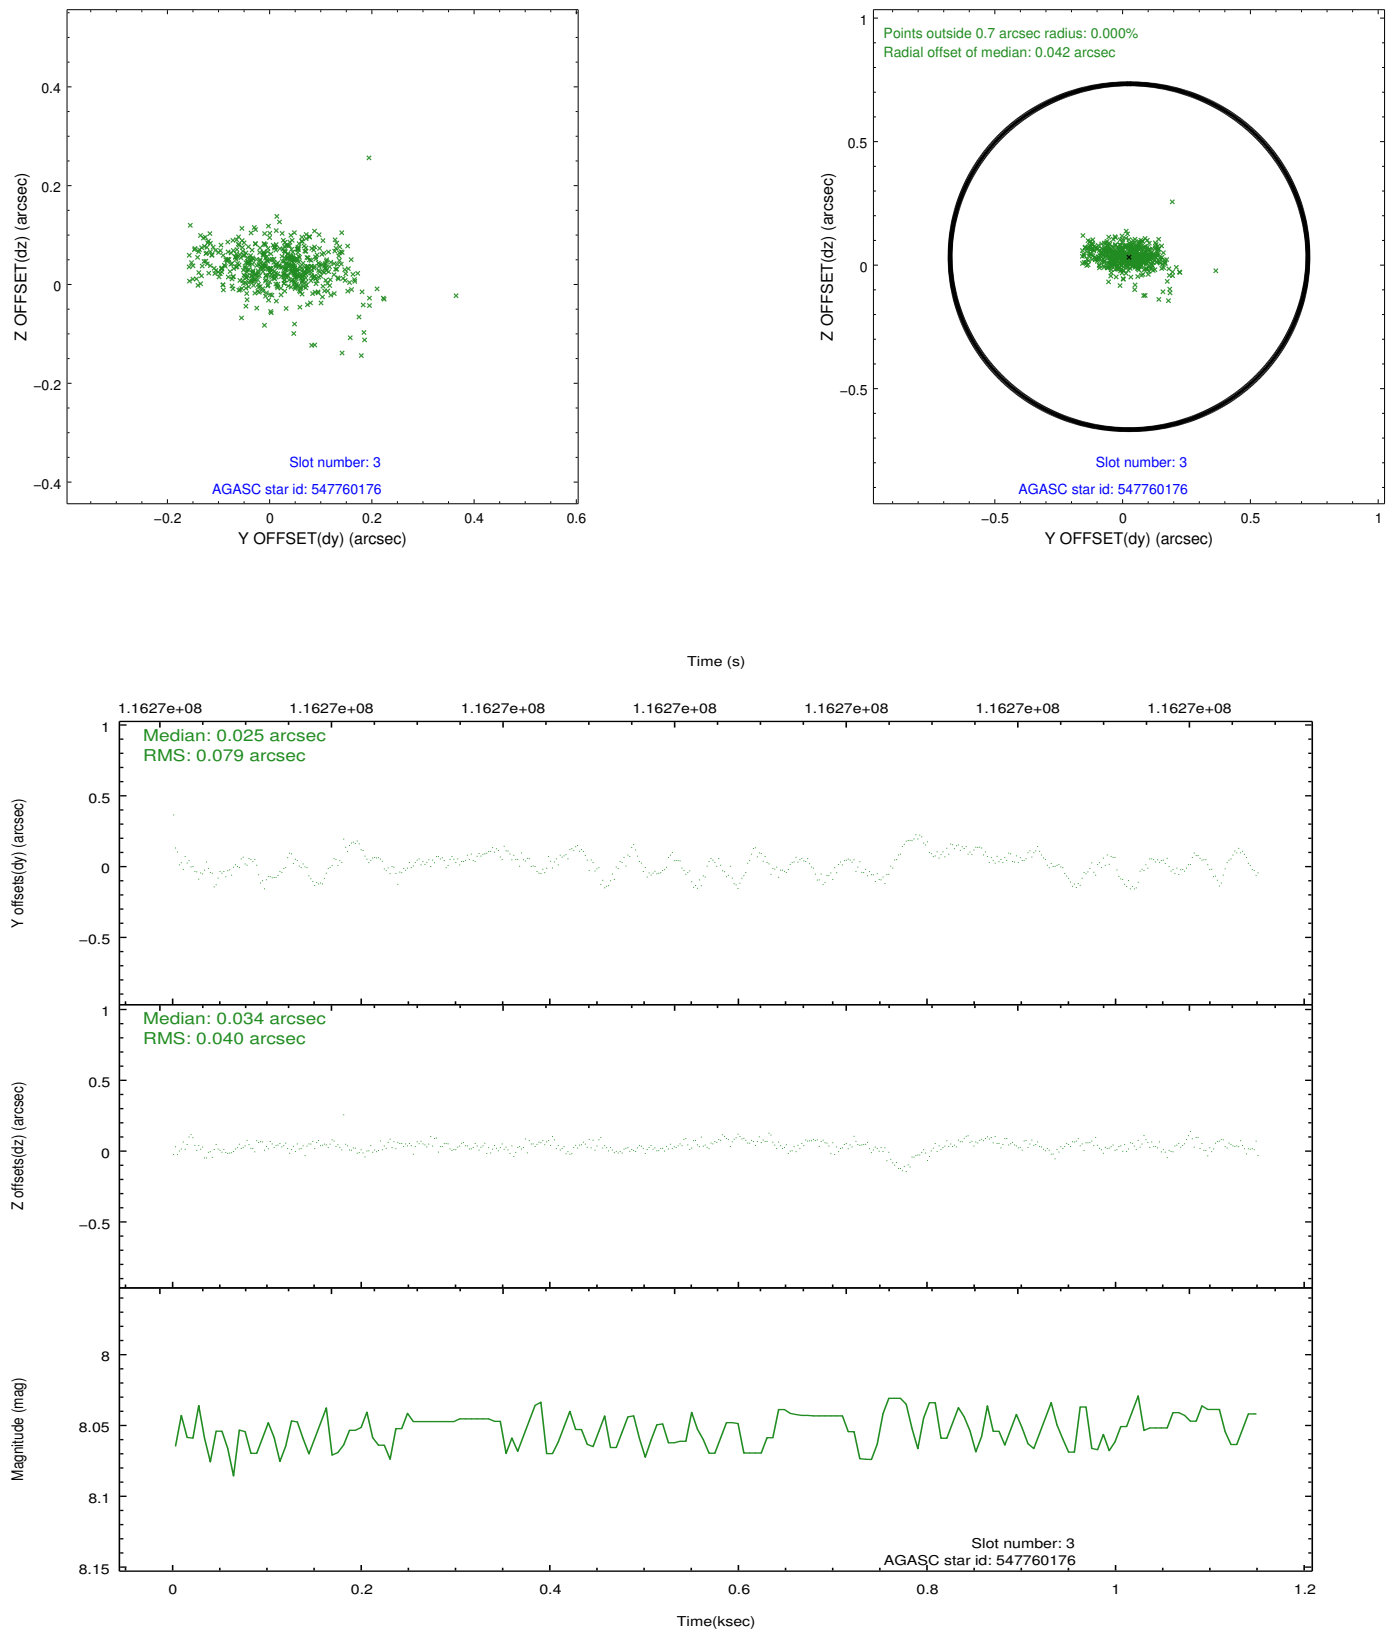 0.4
0.2
0
−0.2
−0.4
Z OFFSET(dz) (arcsec)
Slot number: 3
AGASC star id: 547760176
−0.2 0 0.2 0.4 0.6
Y OFFSET(dy) (arcsec)
1
0.5
0
−0.5
Z OFFSET(dz) (arcsec)
Points outside 0.7 arcsec radius: 0.000%
Radial offset of median: 0.042 arcsec
Slot number: 3
AGASC star id: 547760176
−0.5 0 0.5 1
Y OFFSET(dy) (arcsec)
Time (s)
1.1627e+08 1.1627e+08 1.1627e+08 1.1627e+08 1.1627e+08 1.1627e+08 1.1627e+08
1
0.5
0
−0.5
Y offsets(dy) (arcsec)
Median: 0.025 arcsec
RMS: 0.079 arcsec
1
0.5
0
−0.5
Z offsets(dz) (arcsec)
Median: 0.034 arcsec
RMS: 0.040 arcsec
8
8.05
8.1
8.15
Magnitude (mag)
Slot number: 3
AGASC star id: 547760176
0 0.2 0.4 0.6 0.8 1 1.2
Time(ksec)